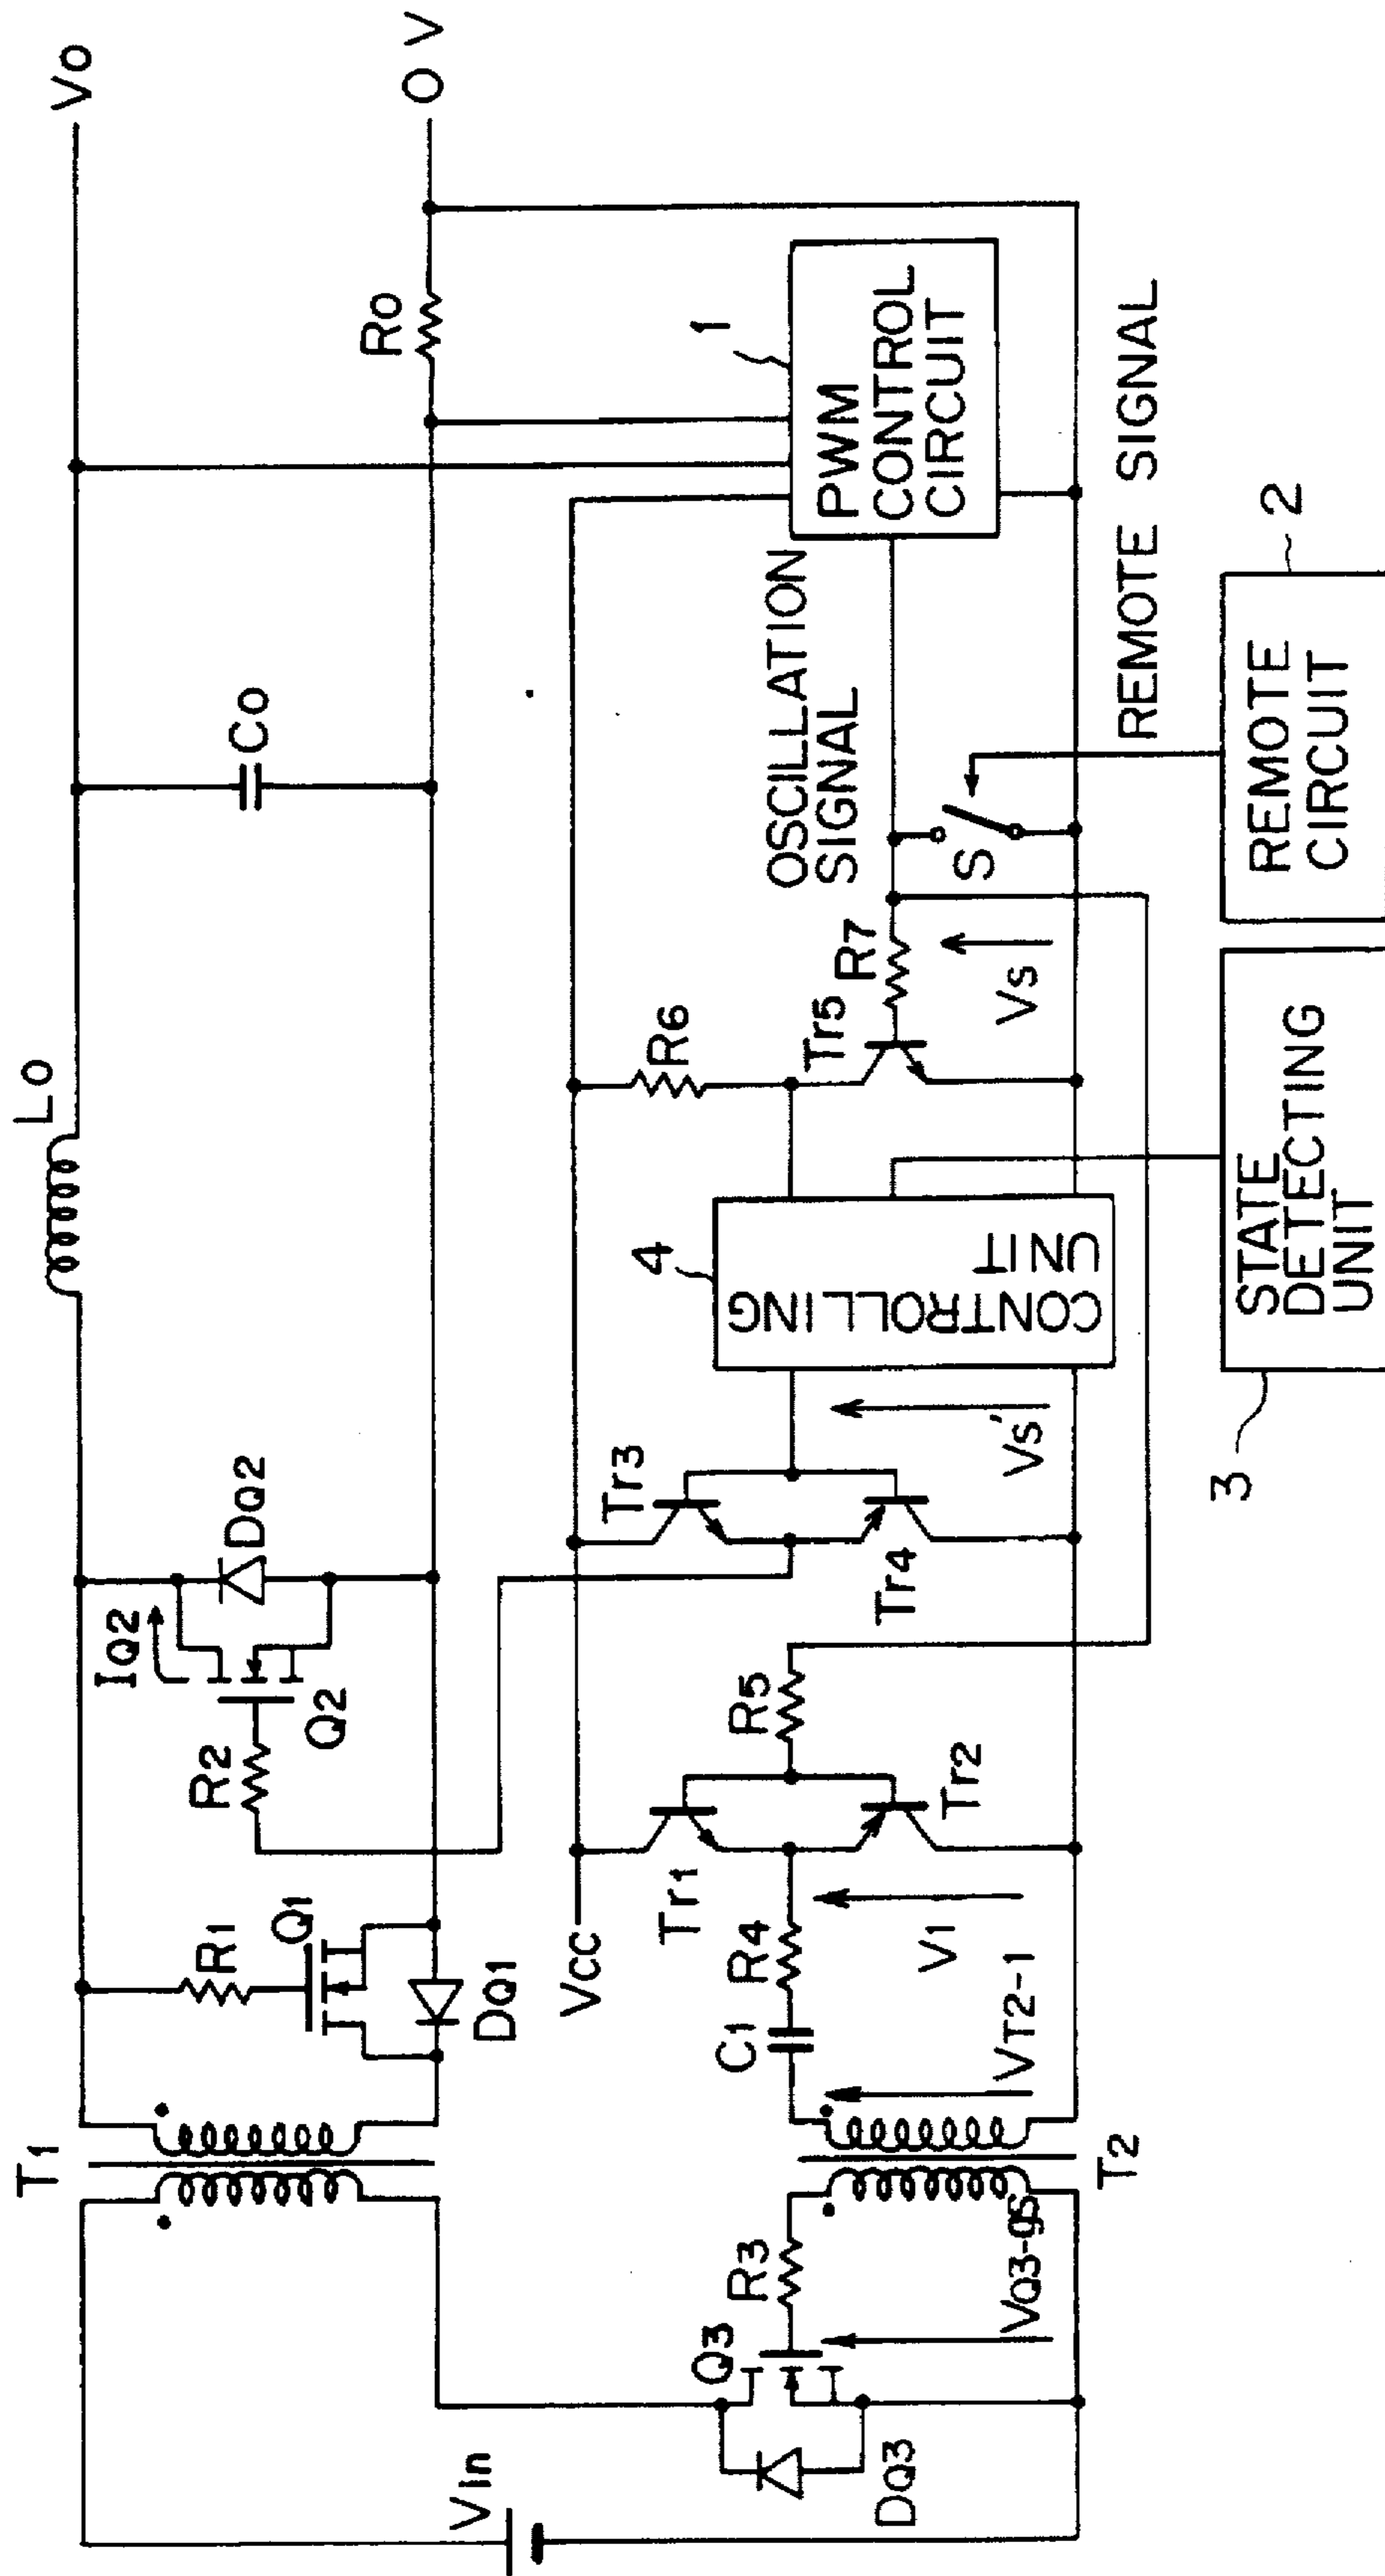 Vin
T1
R1
Q1
DQ1
R2
Q2
IQ2
DQ2
LO
CO
RO
VO
O V
VCC
Q3
DQ3
R3
VQ3-gs
T2
VT2-1
C1
R4
V1
Tr1
Tr2
R5
Tr3
Tr4
VS'
4
CONTROLLING
UNIT
R6
Tr5
R7
VS
S
OSCILLATION
SIGNAL
1
PWM
CONTROL
CIRCUIT
REMOTE SIGNAL
3
STATE
DETECTING
UNIT
2
REMOTE
CIRCUIT